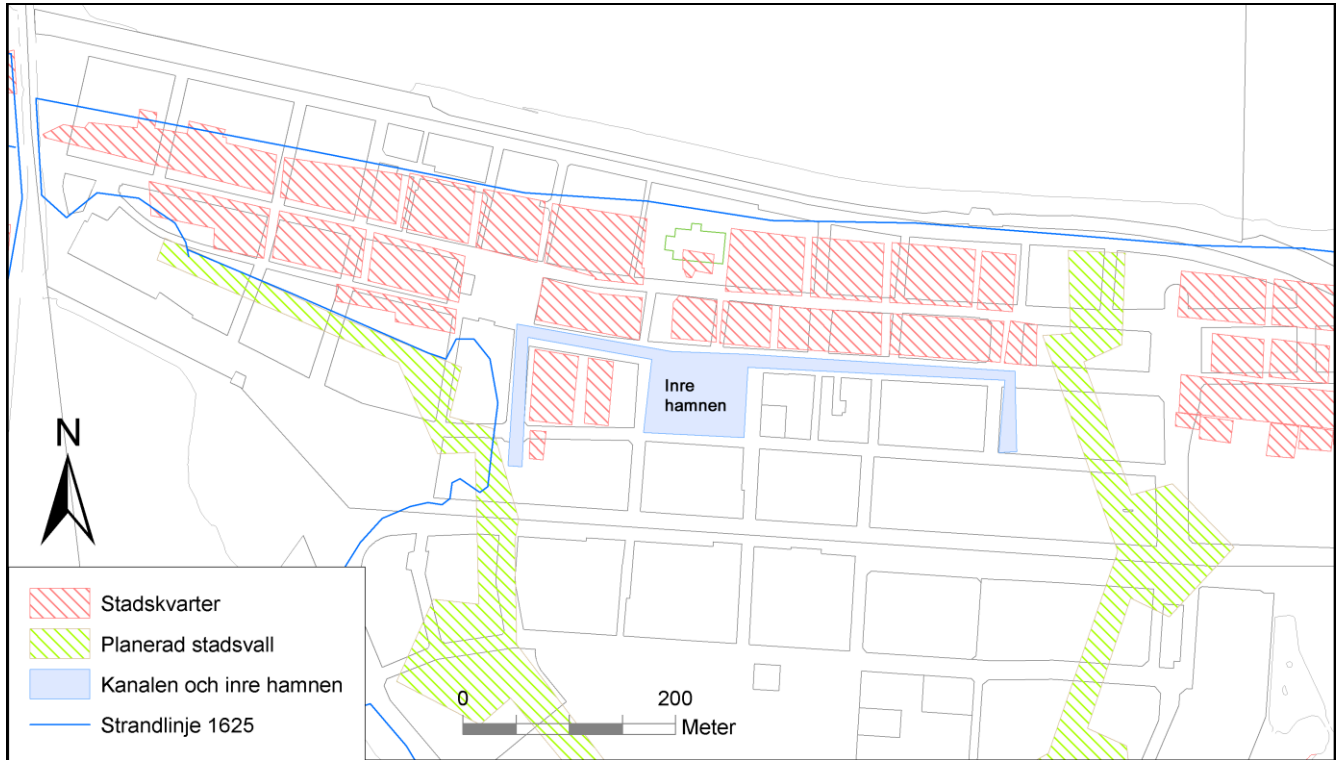 Inre
hamnen
N
Stadskvarter
Planerad stadsvall
Kanalen och inre hamnen
Strandlinje 1625
0 200
Meter